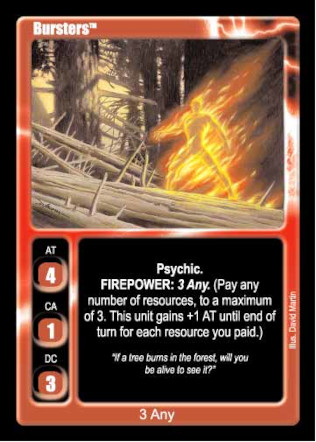 Bursters™
AT
4
CA
1
DC
3
Psychic.
FIREPOWER: 3 Any. (Pay any
number of resources, to a maximum
of 3. This unit gains +1 AT until end of
turn for each resource you paid.)
"If a tree burns in the forest, will you
be alive to see it?"
Illus. David Martin
3 Any